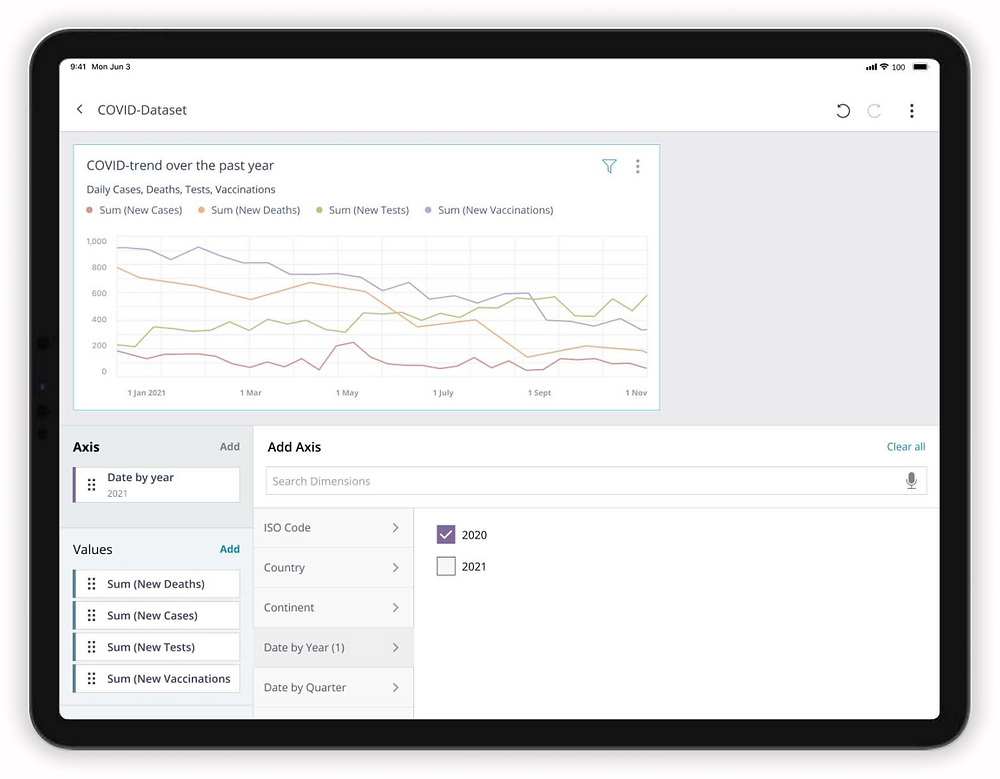 9:41 Mon Jun 3
100
COVID-Dataset
COVID-trend over the past year
Daily Cases, Deaths, Tests, Vaccinations
Sum (New Cases) Sum (New Deaths) Sum (New Tests) Sum (New Vaccinations)
1,000
800
600
400
200
0
1 Jan 2021 1 Mar 1 May 1 July 1 Sept 1 Nov
Axis Add
Date by year
2021
Values Add
Sum (New Deaths)
Sum (New Cases)
Sum (New Tests)
Sum (New Vaccinations
Add Axis Clear all
Search Dimensions
ISO Code
Country
Continent
Date by Year (1)
Date by Quarter
2020
2021